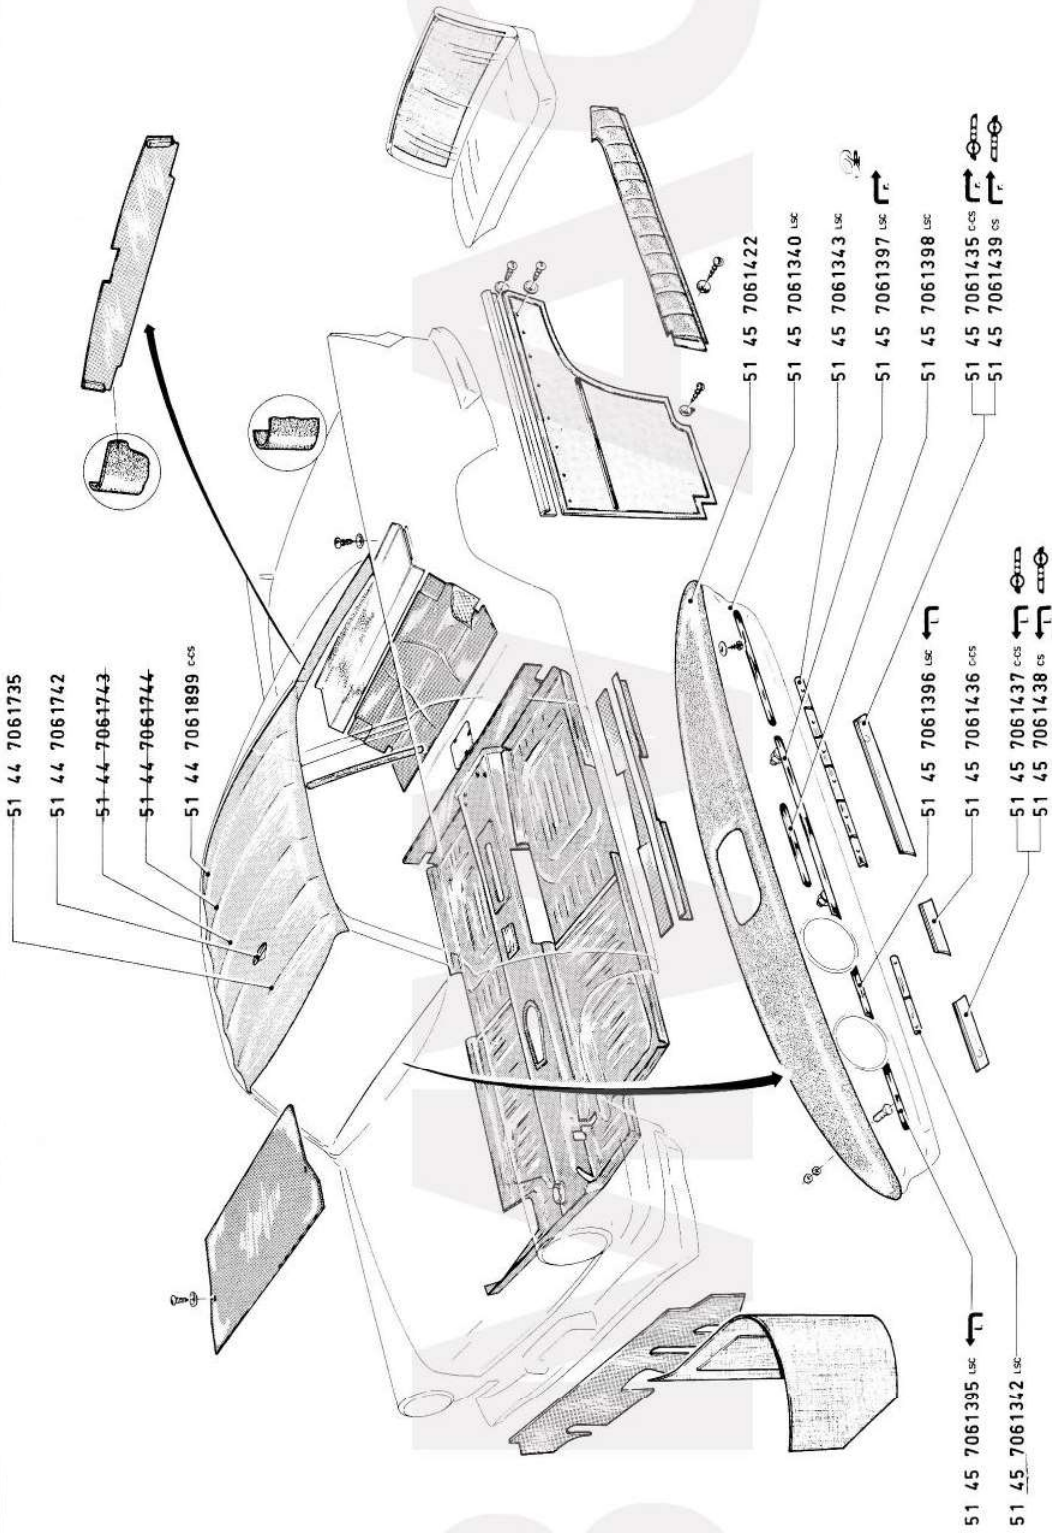 51 44 7061735
51 44 7061742
51 44 7061743
51 44 7061744
51 44 7061899 C-CS
51 45 7061422
51 45 7061340 LSC
51 45 7061343 LSC
51 45 7061397 LSC r.
51 45 7061398 LSC
51 45 7061435 C-CS r.
51 45 7061439 CS r.
51 45 7061396 LSC L
51 45 7061436 C-CS
51 45 7061437 C-CS L
51 45 7061438 CS L
51 45 7061395 LSC L
51 45 7061342 LSC